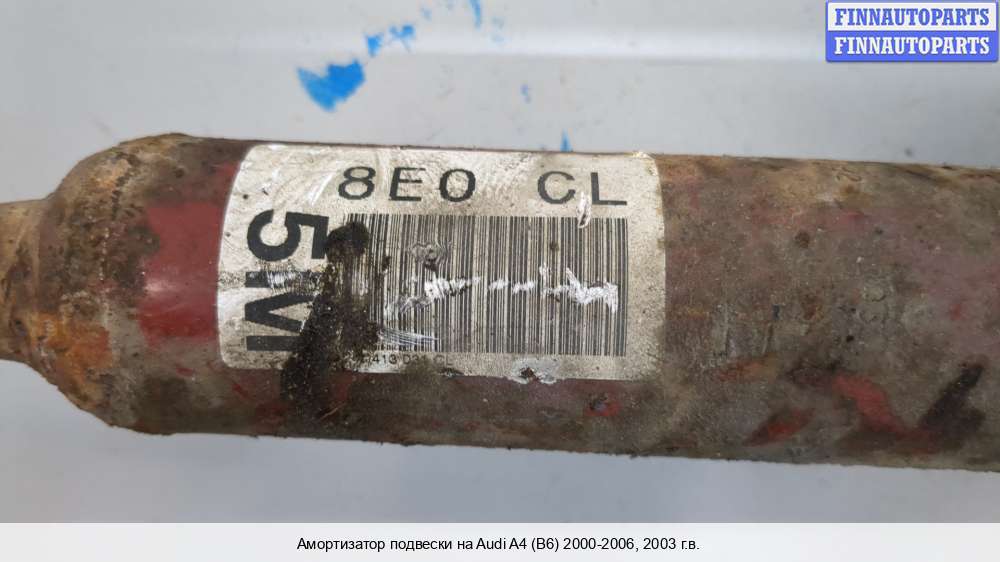 FINNAUTOPARTS
FINNAUTOPARTS
8E0 CL
5M
Амортизатор подвески на Audi A4 (B6) 2000-2006, 2003 г.в.